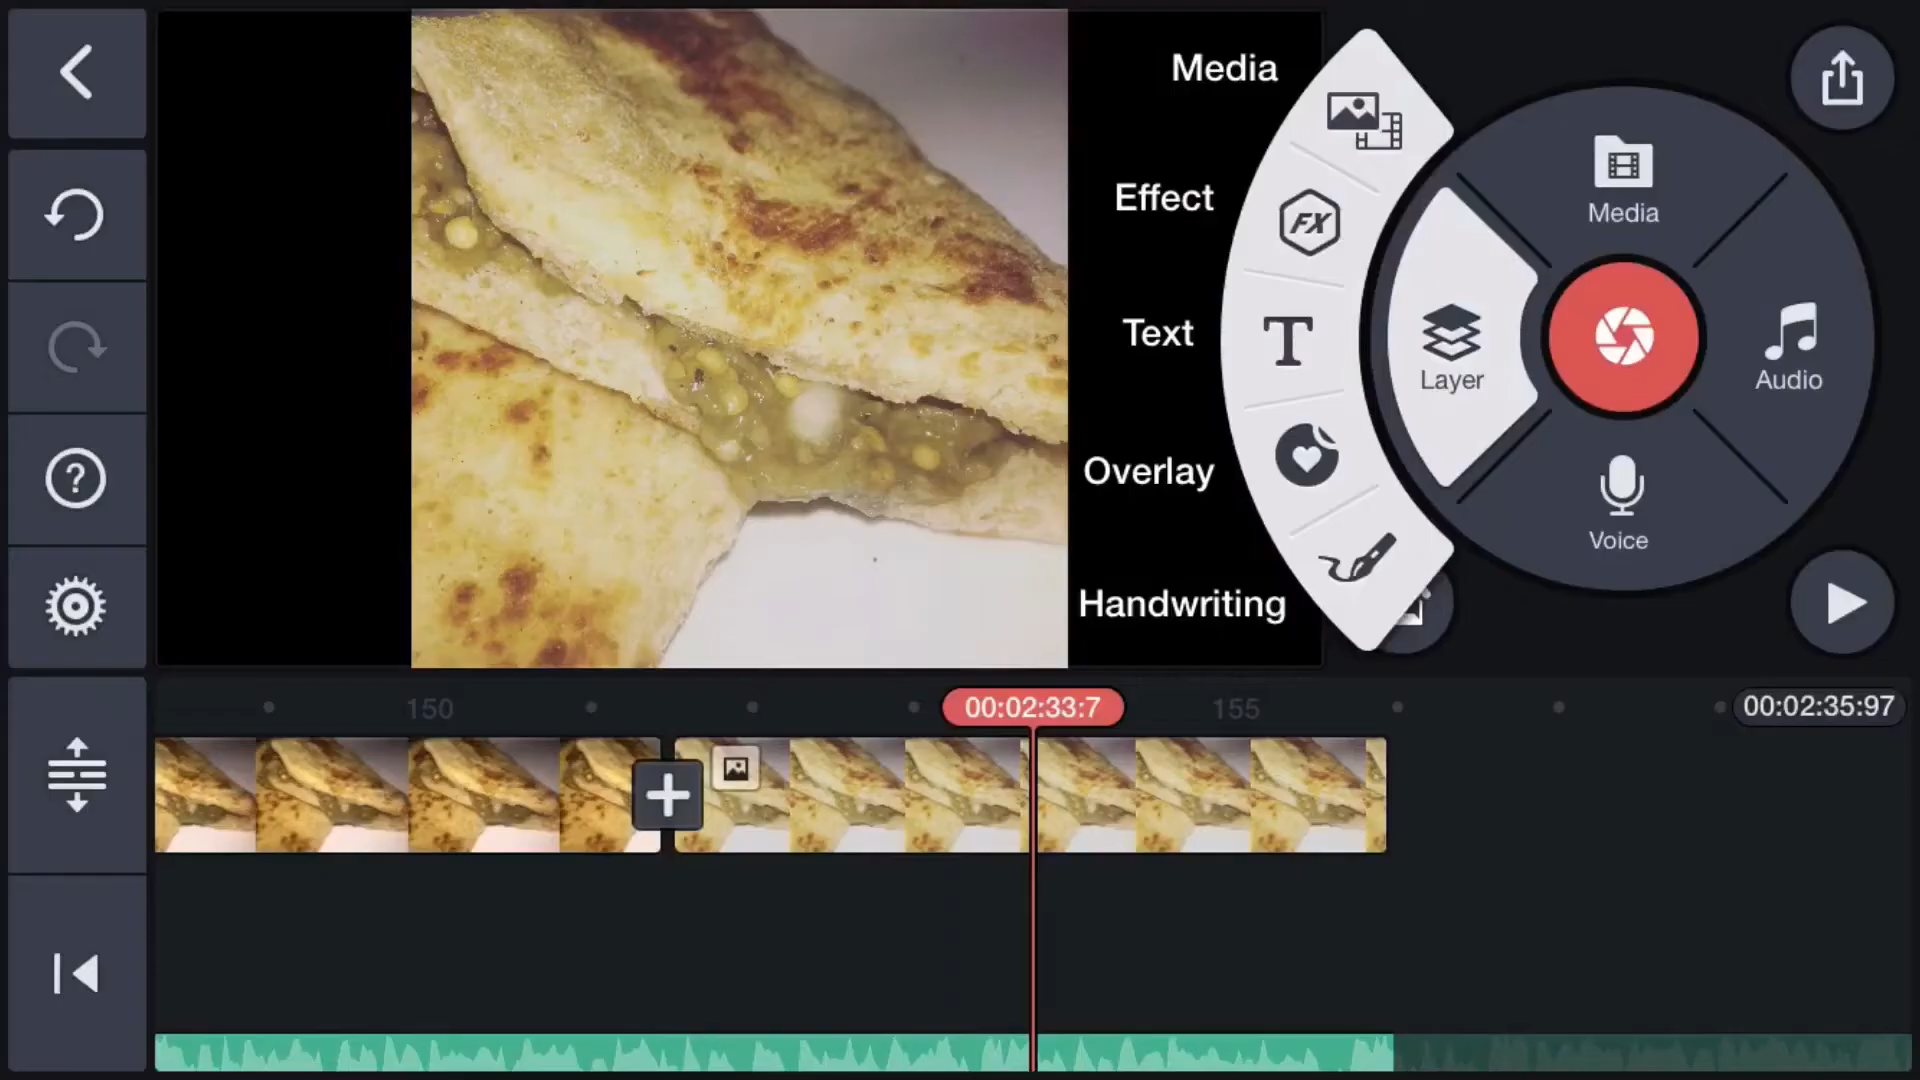 Media
Effect
FX
Text
T
Overlay
Handwriting
Media
Layer
Audio
Voice
?
150
00:02:33:7
155
00:02:35:97